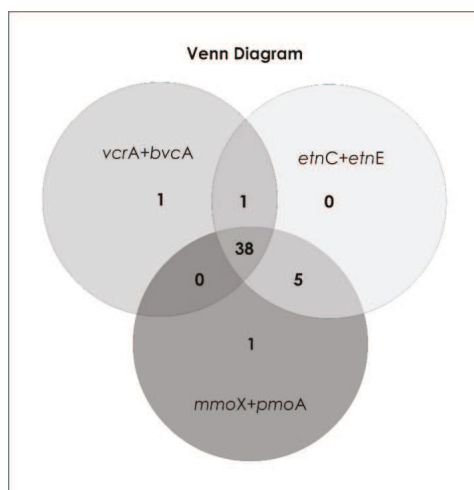 Venn Diagram
vcrA+bvcA
etnC+etnE
1
1
0
38
0
5
1
mmoX+pmoA